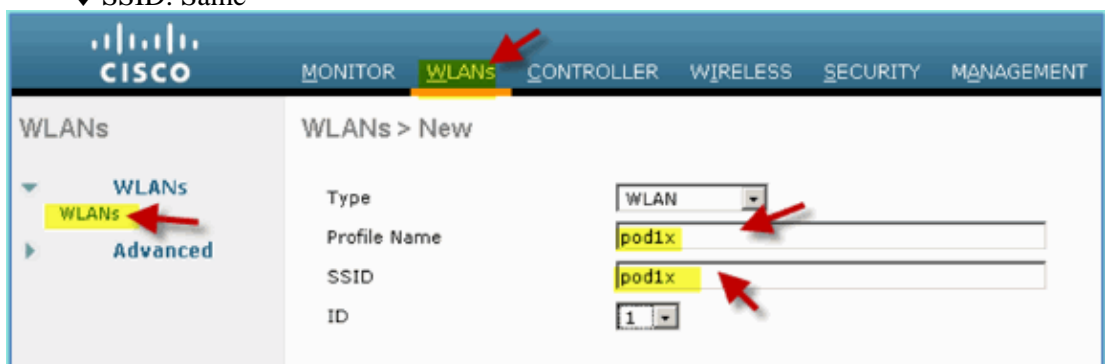 SSID: Same
CISCO
MONITOR WLANs CONTROLLER WIRELESS SECURITY MANAGEMENT
WLANs
WLANs > New
WLANs
WLANs
Advanced
Type WLAN
Profile Name pod1x
SSID pod1x
ID 1